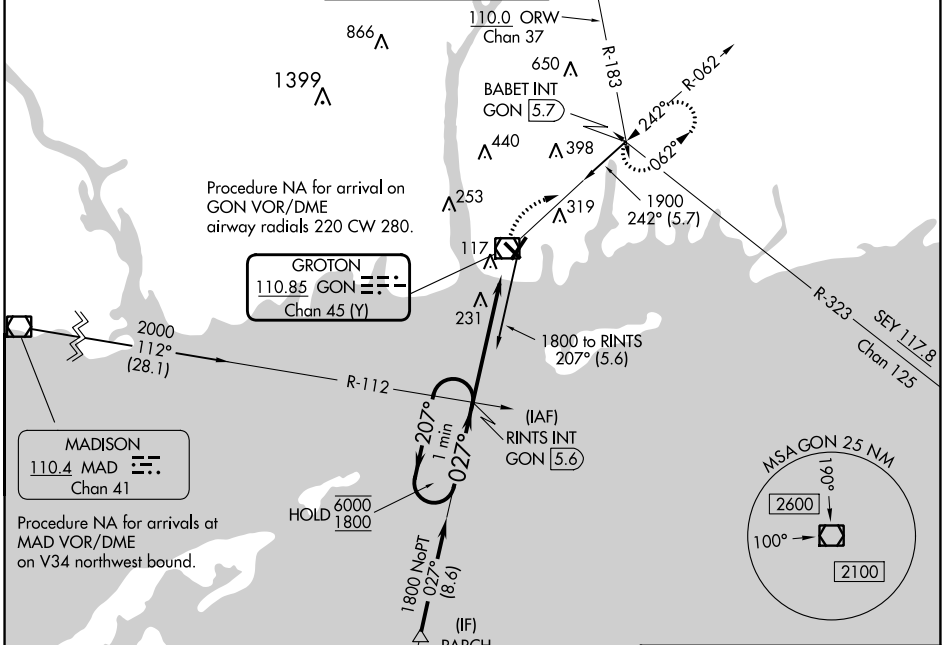 110.0 ORW
Chan 37
R-183
866
1399
650
BABET INT
GON 5.7
R-062
242°
062°
440
398
Procedure NA for arrival on
GON VOR/DME
airway radials 220 CW 280.
253
319
1900
242° (5.7)
117
GROTON
110.85 GON
Chan 45 (Y)
231
R-323
SEY 117.8
Chan 125
2000
112°
(28.1)
1800 to RINTS
207° (5.6)
R-112
(IAF)
RINTS INT
GON 5.6
207°
1 min
027°
MADISON
110.4 MAD
Chan 41
HOLD 6000
1800
Procedure NA for arrivals at
MAD VOR/DME
on V34 northwest bound.
1800 NoPT
027°
(8.6)
(IF)
MSA GON 25 NM
190°
2600
100°
2100